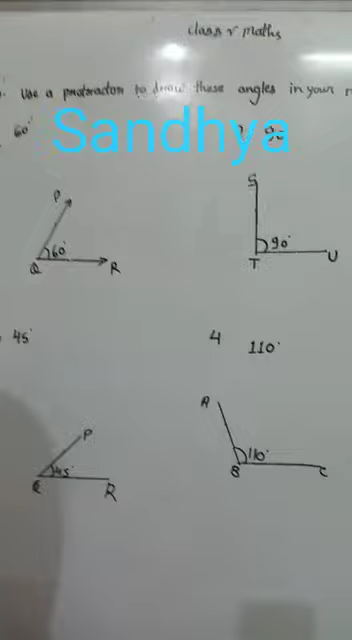 class V Maths
Use a protractor to draw these angles in your
60°
Sandhya
90
P
60°
Q
R
S
90°
T
U
45°
4
110°
P
45°
Q
R
A
110°
B
C